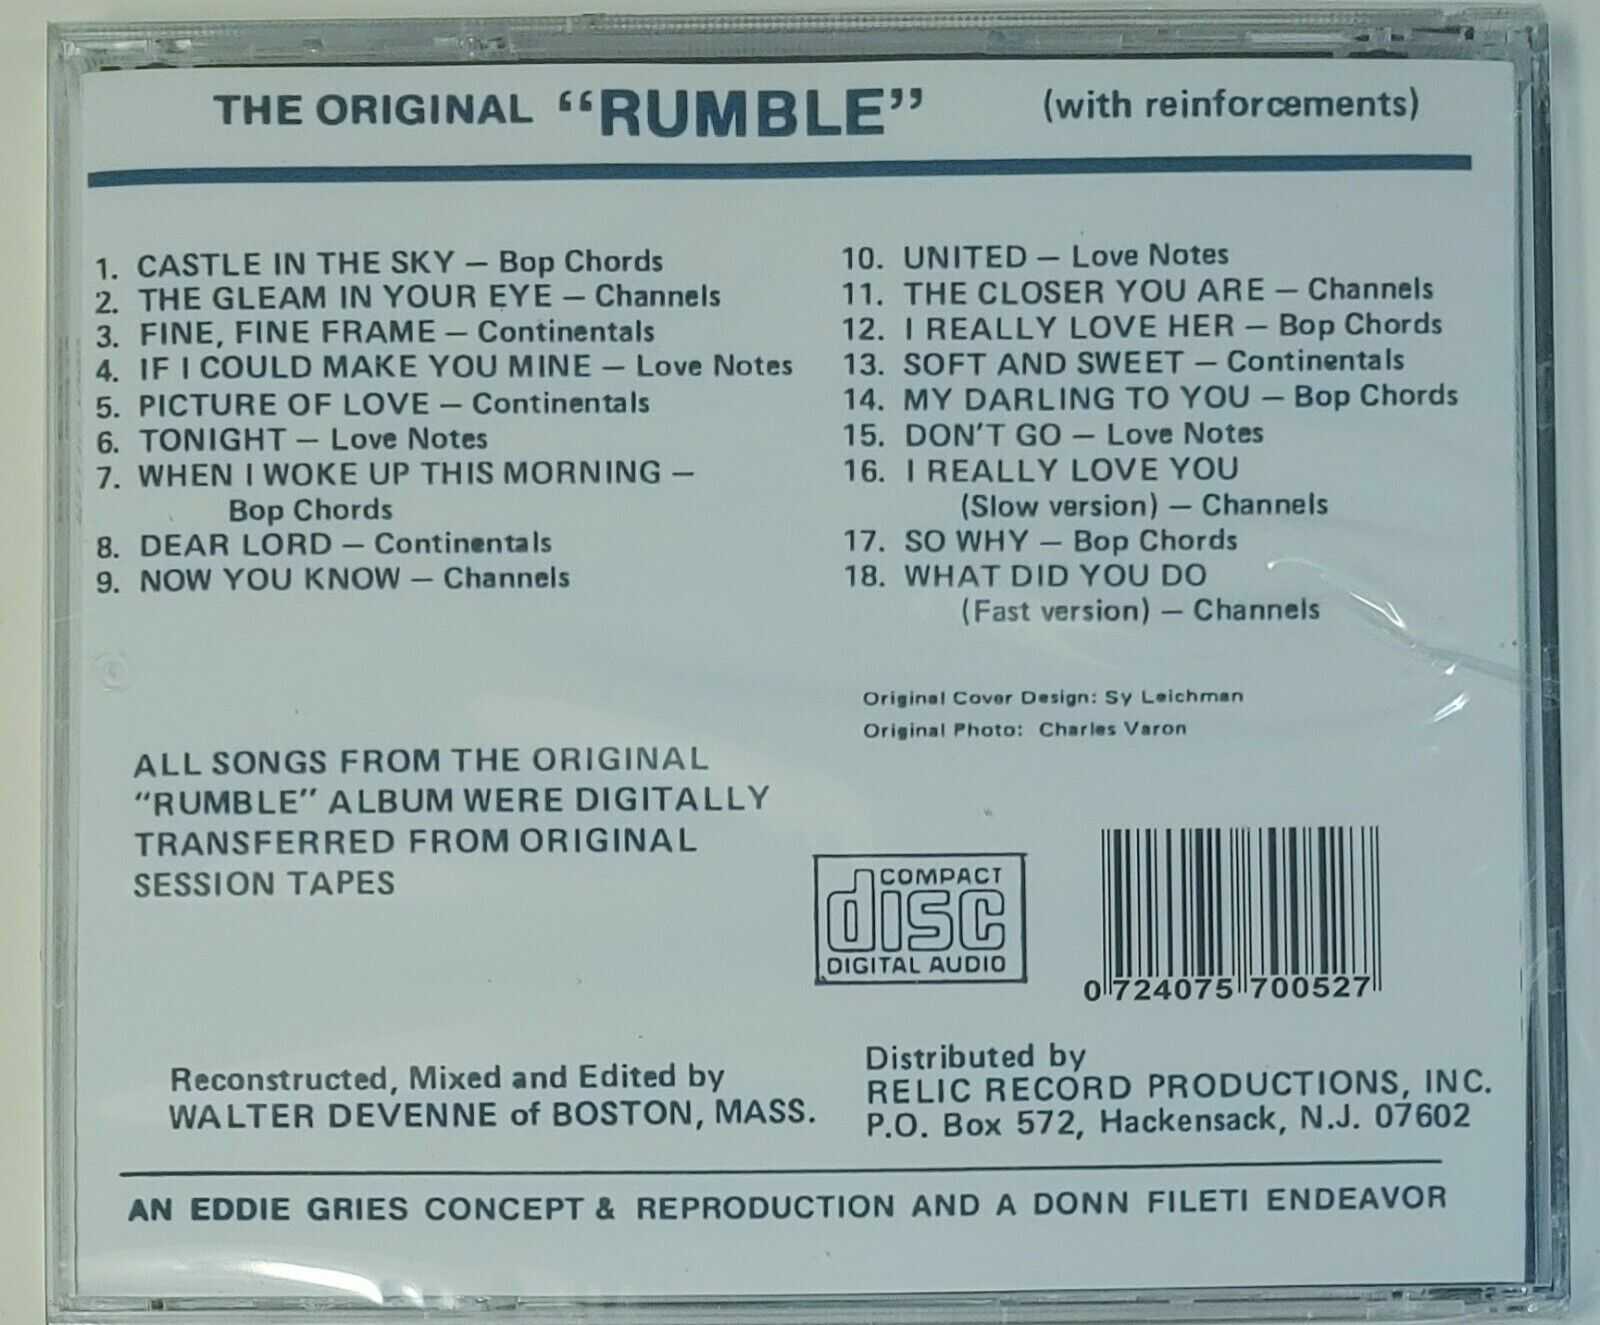 THE ORIGINAL “RUMBLE” (with reinforcements)
1. CASTLE IN THE SKY – Bop Chords
2. THE GLEAM IN YOUR EYE – Channels
3. FINE, FINE FRAME – Continentals
4. IF I COULD MAKE YOU MINE – Love Notes
5. PICTURE OF LOVE – Continentals
6. TONIGHT – Love Notes
7. WHEN I WOKE UP THIS MORNING –
Bop Chords
8. DEAR LORD – Continentals
9. NOW YOU KNOW – Channels
10. UNITED – Love Notes
11. THE CLOSER YOU ARE – Channels
12. I REALLY LOVE HER – Bop Chords
13. SOFT AND SWEET – Continentals
14. MY DARLING TO YOU – Bop Chords
15. DON'T GO – Love Notes
16. I REALLY LOVE YOU
(Slow version) – Channels
17. SO WHY – Bop Chords
18. WHAT DID YOU DO
(Fast version) – Channels
Original Cover Design: Sy Leichman
Original Photo: Charles Varon
ALL SONGS FROM THE ORIGINAL
“RUMBLE” ALBUM WERE DIGITALLY
TRANSFERRED FROM ORIGINAL
SESSION TAPES
COMPACT
disc
DIGITAL AUDIO
0 724075 700527
Reconstructed, Mixed and Edited by
WALTER DEVENNE of BOSTON, MASS.
Distributed by
RELIC RECORD PRODUCTIONS, INC.
P.O. Box 572, Hackensack, N.J. 07602
AN EDDIE GRIES CONCEPT & REPRODUCTION AND A DONN FILETI ENDEAVOR